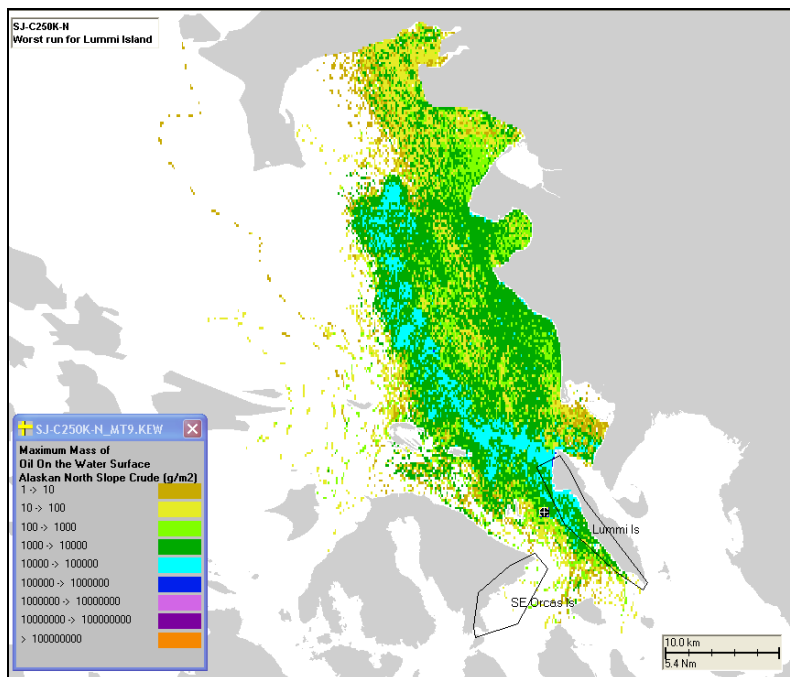 SJ-C250K-N
Worst run for Lummi Island
SJ-C250K-N_MT9.KEW
Maximum Mass of
Oil On the Water Surface
Alaskan North Slope Crude (g/m2)
1 -> 10
10 -> 100
100 -> 1000
1000 -> 10000
10000 -> 100000
100000 -> 1000000
1000000 -> 10000000
10000000 -> 100000000
> 100000000
Lummi Is
SE Orcas Is
10.0 km
5.4 Nm